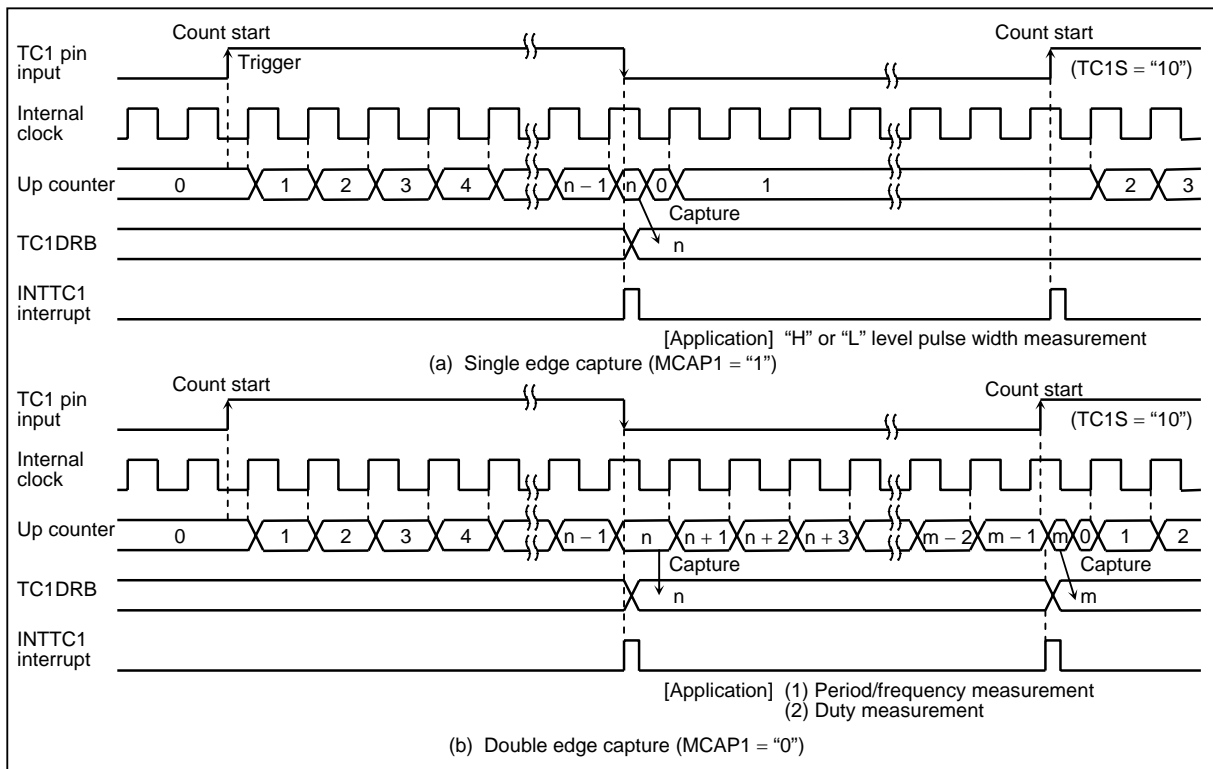 Count start
Count start
TC1 pin
input
Trigger
(TC1S = “10”)
Internal
clock
Up counter
0
1
2
3
4
n − 1
n
0
1
2
3
Capture
TC1DRB
n
INTTC1
interrupt
[Application] “H” or “L” level pulse width measurement
(a) Single edge capture (MCAP1 = “1”)
Count start
Count start
TC1 pin
input
(TC1S = “10”)
Internal
clock
Up counter
0
1
2
3
4
n − 1
n
n + 1
n + 2
n + 3
m − 2
m − 1
m
0
1
2
Capture
Capture
TC1DRB
n
m
INTTC1
interrupt
[Application] (1) Period/frequency measurement
(2) Duty measurement
(b) Double edge capture (MCAP1 = “0”)